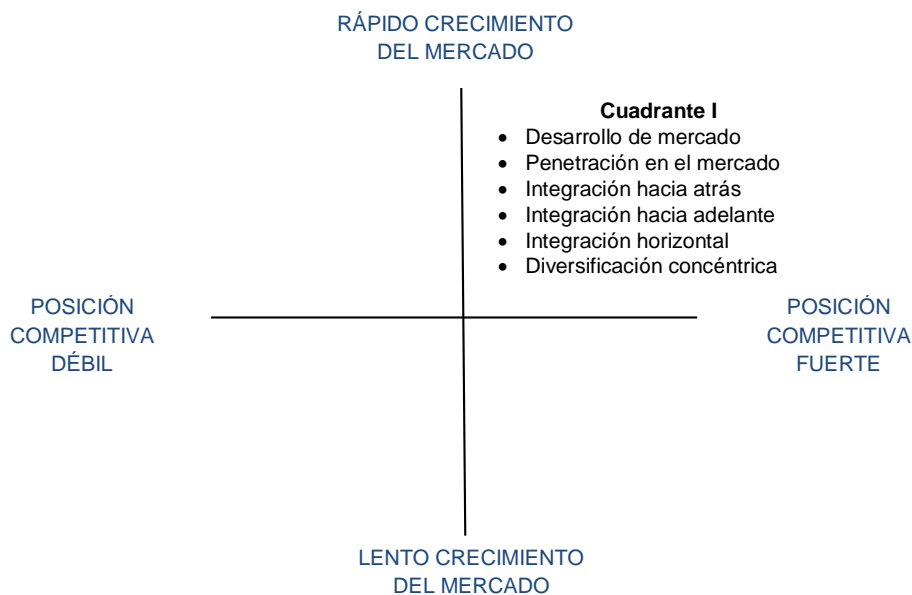 RÁPIDO CRECIMIENTO
DEL MERCADO
Cuadrante I
• Desarrollo de mercado
• Penetración en el mercado
• Integración hacia atrás
• Integración hacia adelante
• Integración horizontal
• Diversificación concéntrica
POSICIÓN
COMPETITIVA
DÉBIL
POSICIÓN
COMPETITIVA
FUERTE
LENTO CRECIMIENTO
DEL MERCADO